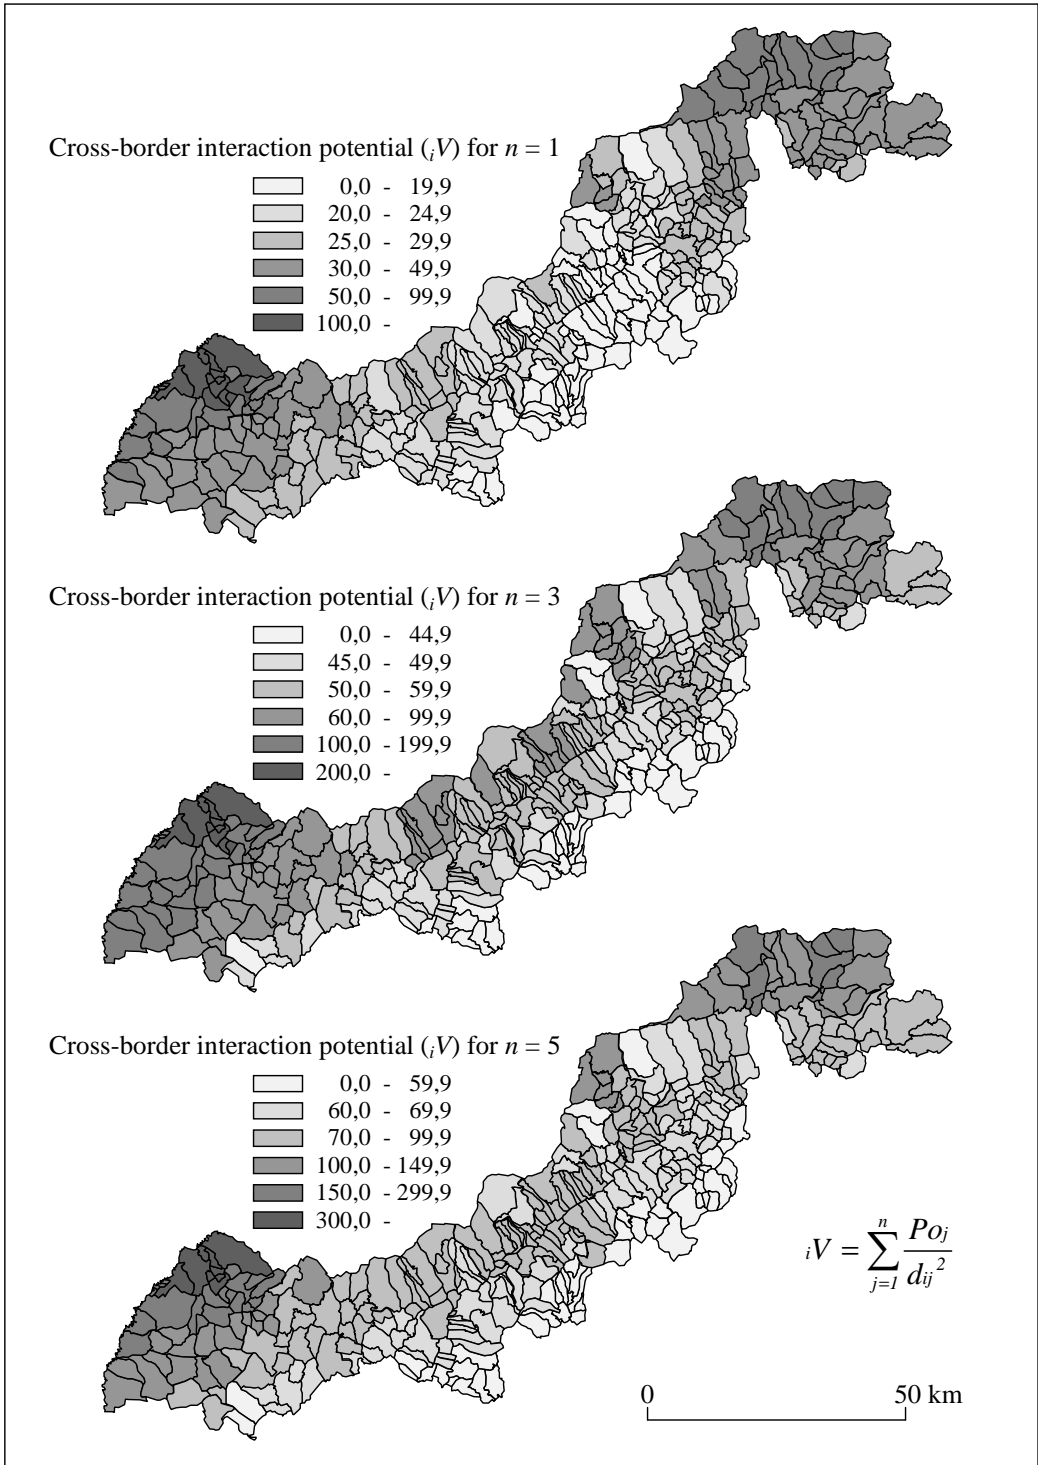 Cross-border interaction potential (ᵢV) for n = 1
0,0 - 19,9
20,0 - 24,9
25,0 - 29,9
30,0 - 49,9
50,0 - 99,9
100,0 -
Cross-border interaction potential (ᵢV) for n = 3
0,0 - 44,9
45,0 - 49,9
50,0 - 59,9
60,0 - 99,9
100,0 - 199,9
200,0 -
Cross-border interaction potential (ᵢV) for n = 5
0,0 - 59,9
60,0 - 69,9
70,0 - 99,9
100,0 - 149,9
150,0 - 299,9
300,0 -
ᵢV = ∑ⁿⱼ₌₁ Poⱼ / dᵢⱼ²
0 50 km